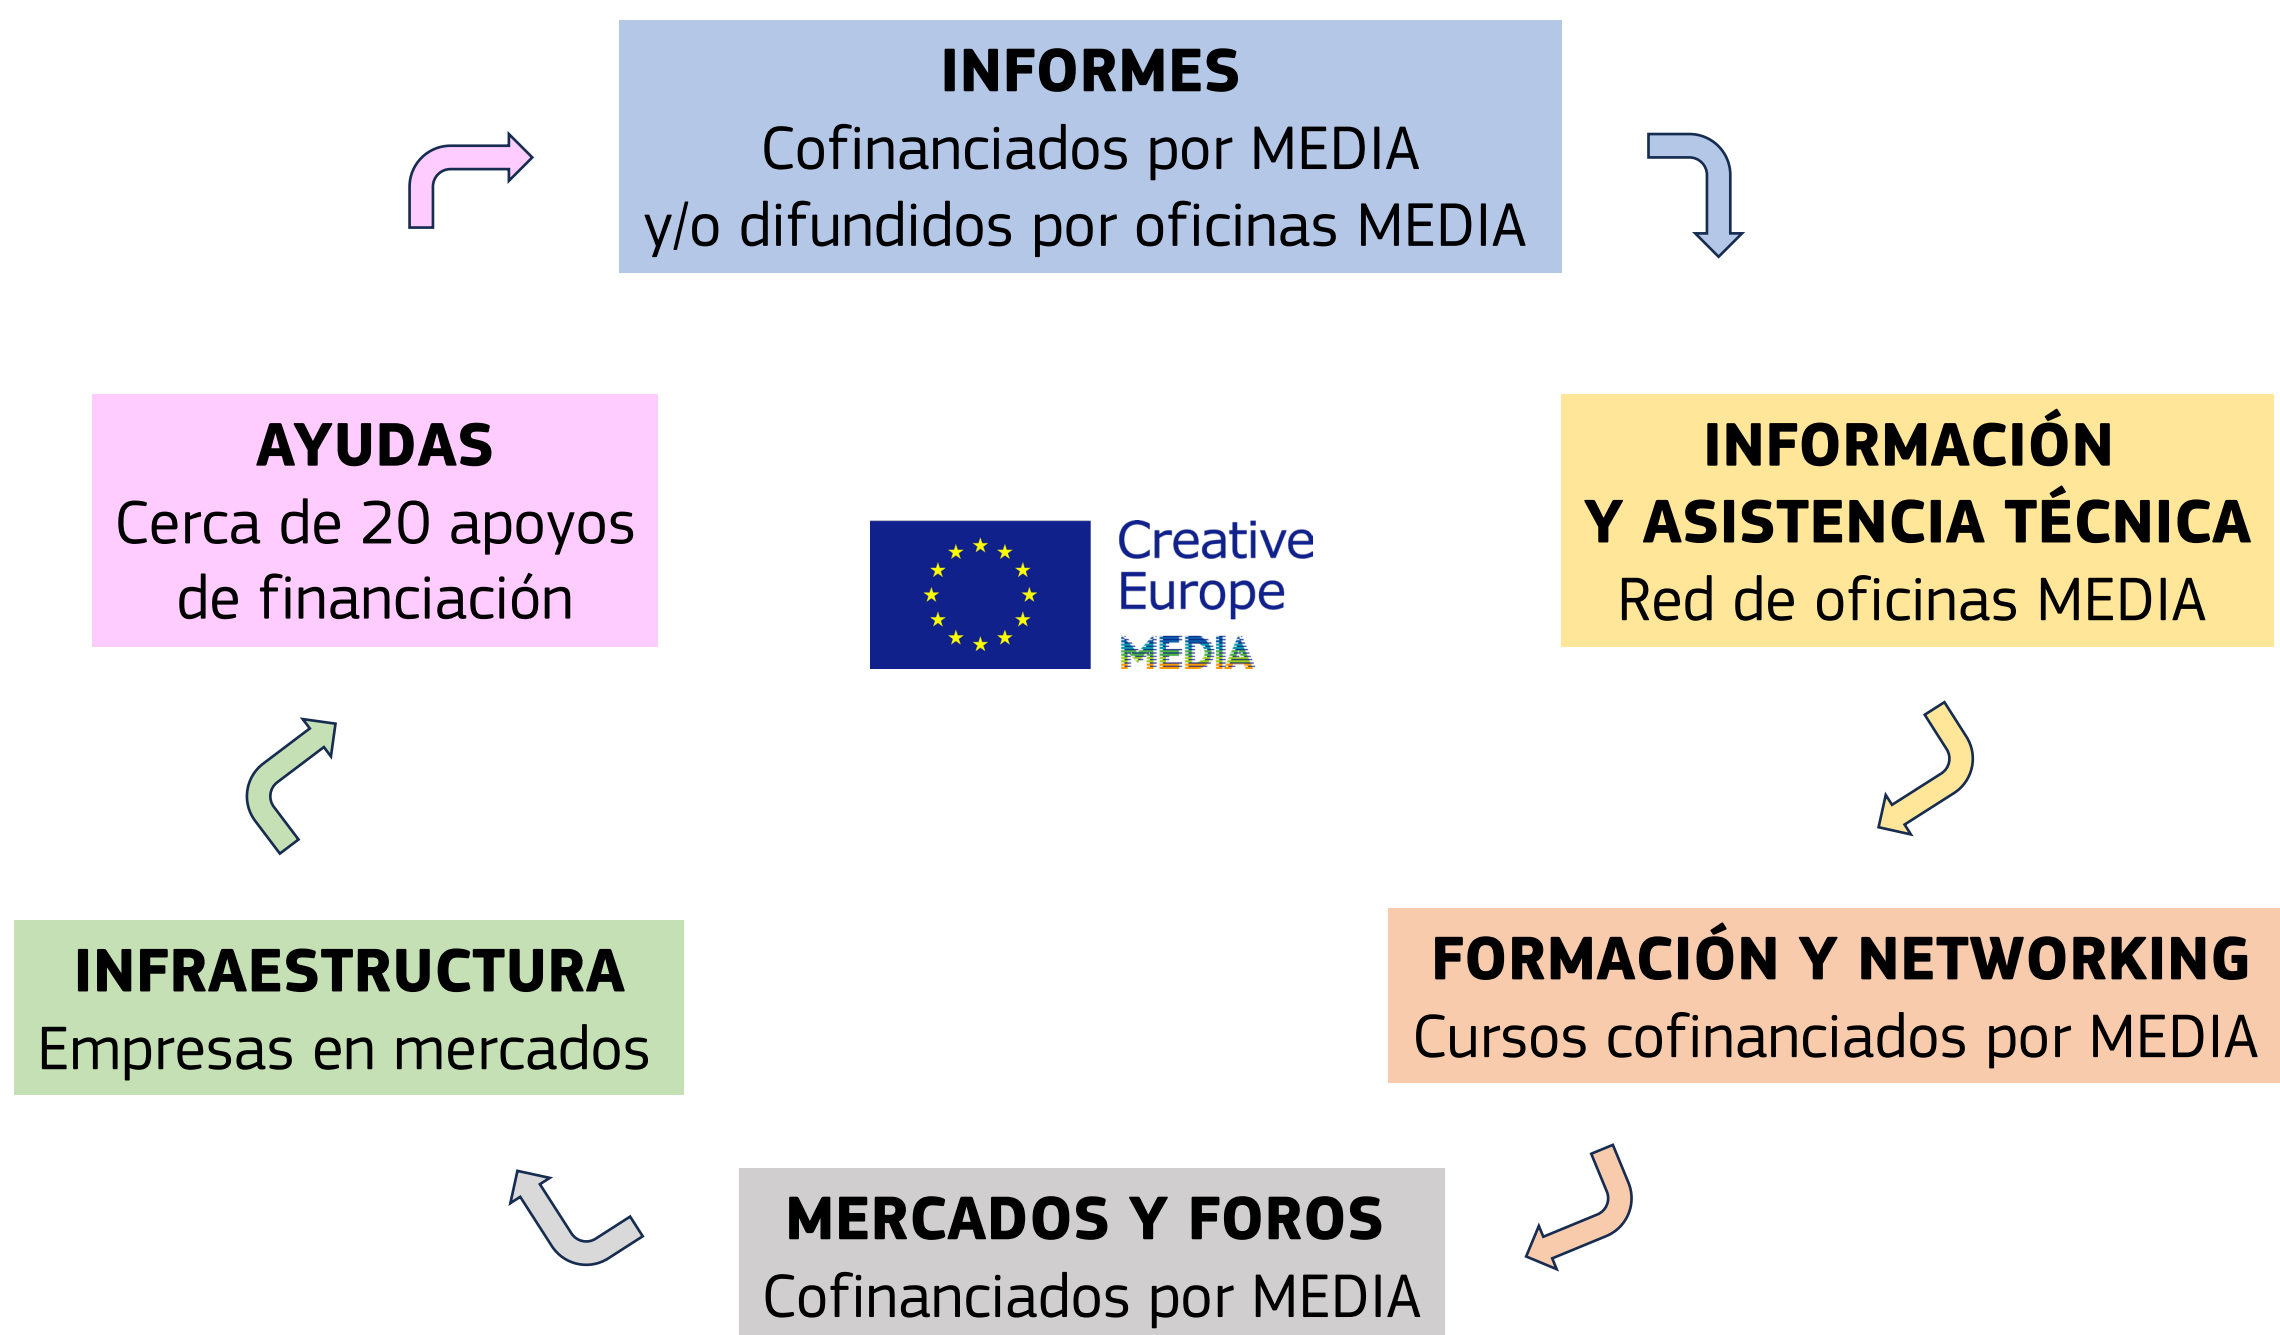 INFORMES
Cofinanciados por MEDIA
y/o difundidos por oficinas MEDIA
AYUDAS
Cerca de 20 apoyos
de financiación
INFORMACIÓN
Y ASISTENCIA TÉCNICA
Red de oficinas MEDIA
Creative
Europe
MEDIA
INFRAESTRUCTURA
Empresas en mercados
FORMACIÓN Y NETWORKING
Cursos cofinanciados por MEDIA
MERCADOS Y FOROS
Cofinanciados por MEDIA